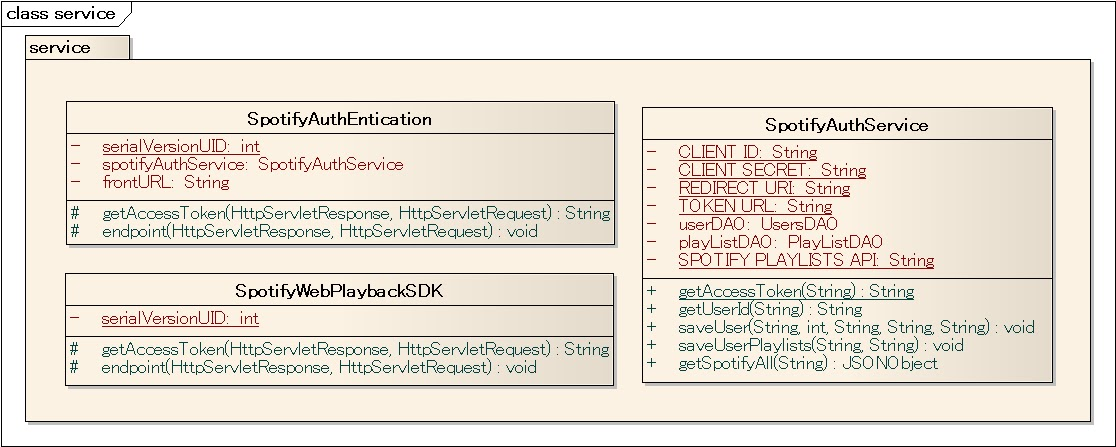 class service
service
SpotifyAuthEntication
- serialVersionUID: int
- spotifyAuthService: SpotifyAuthService
- frontURL: String
# getAccessToken(HttpServletResponse, HttpServletRequest) : String
# endpoint(HttpServletResponse, HttpServletRequest) : void
SpotifyWebPlaybackSDK
- serialVersionUID: int
# getAccessToken(HttpServletResponse, HttpServletRequest) : String
# endpoint(HttpServletResponse, HttpServletRequest) : void
SpotifyAuthService
- CLIENT_ID: String
- CLIENT_SECRET: String
- REDIRECT_URI: String
- TOKEN_URL: String
- userDAO: UsersDAO
- playListDAO: PlayListDAO
- SPOTIFY_PLAYLISTS_API: String
+ getAccessToken(String) : String
+ getUserId(String) : String
+ saveUser(String, int, String, String, String) : void
+ saveUserPlaylists(String, String) : void
+ getSpotifyAll(String) : JSONObject